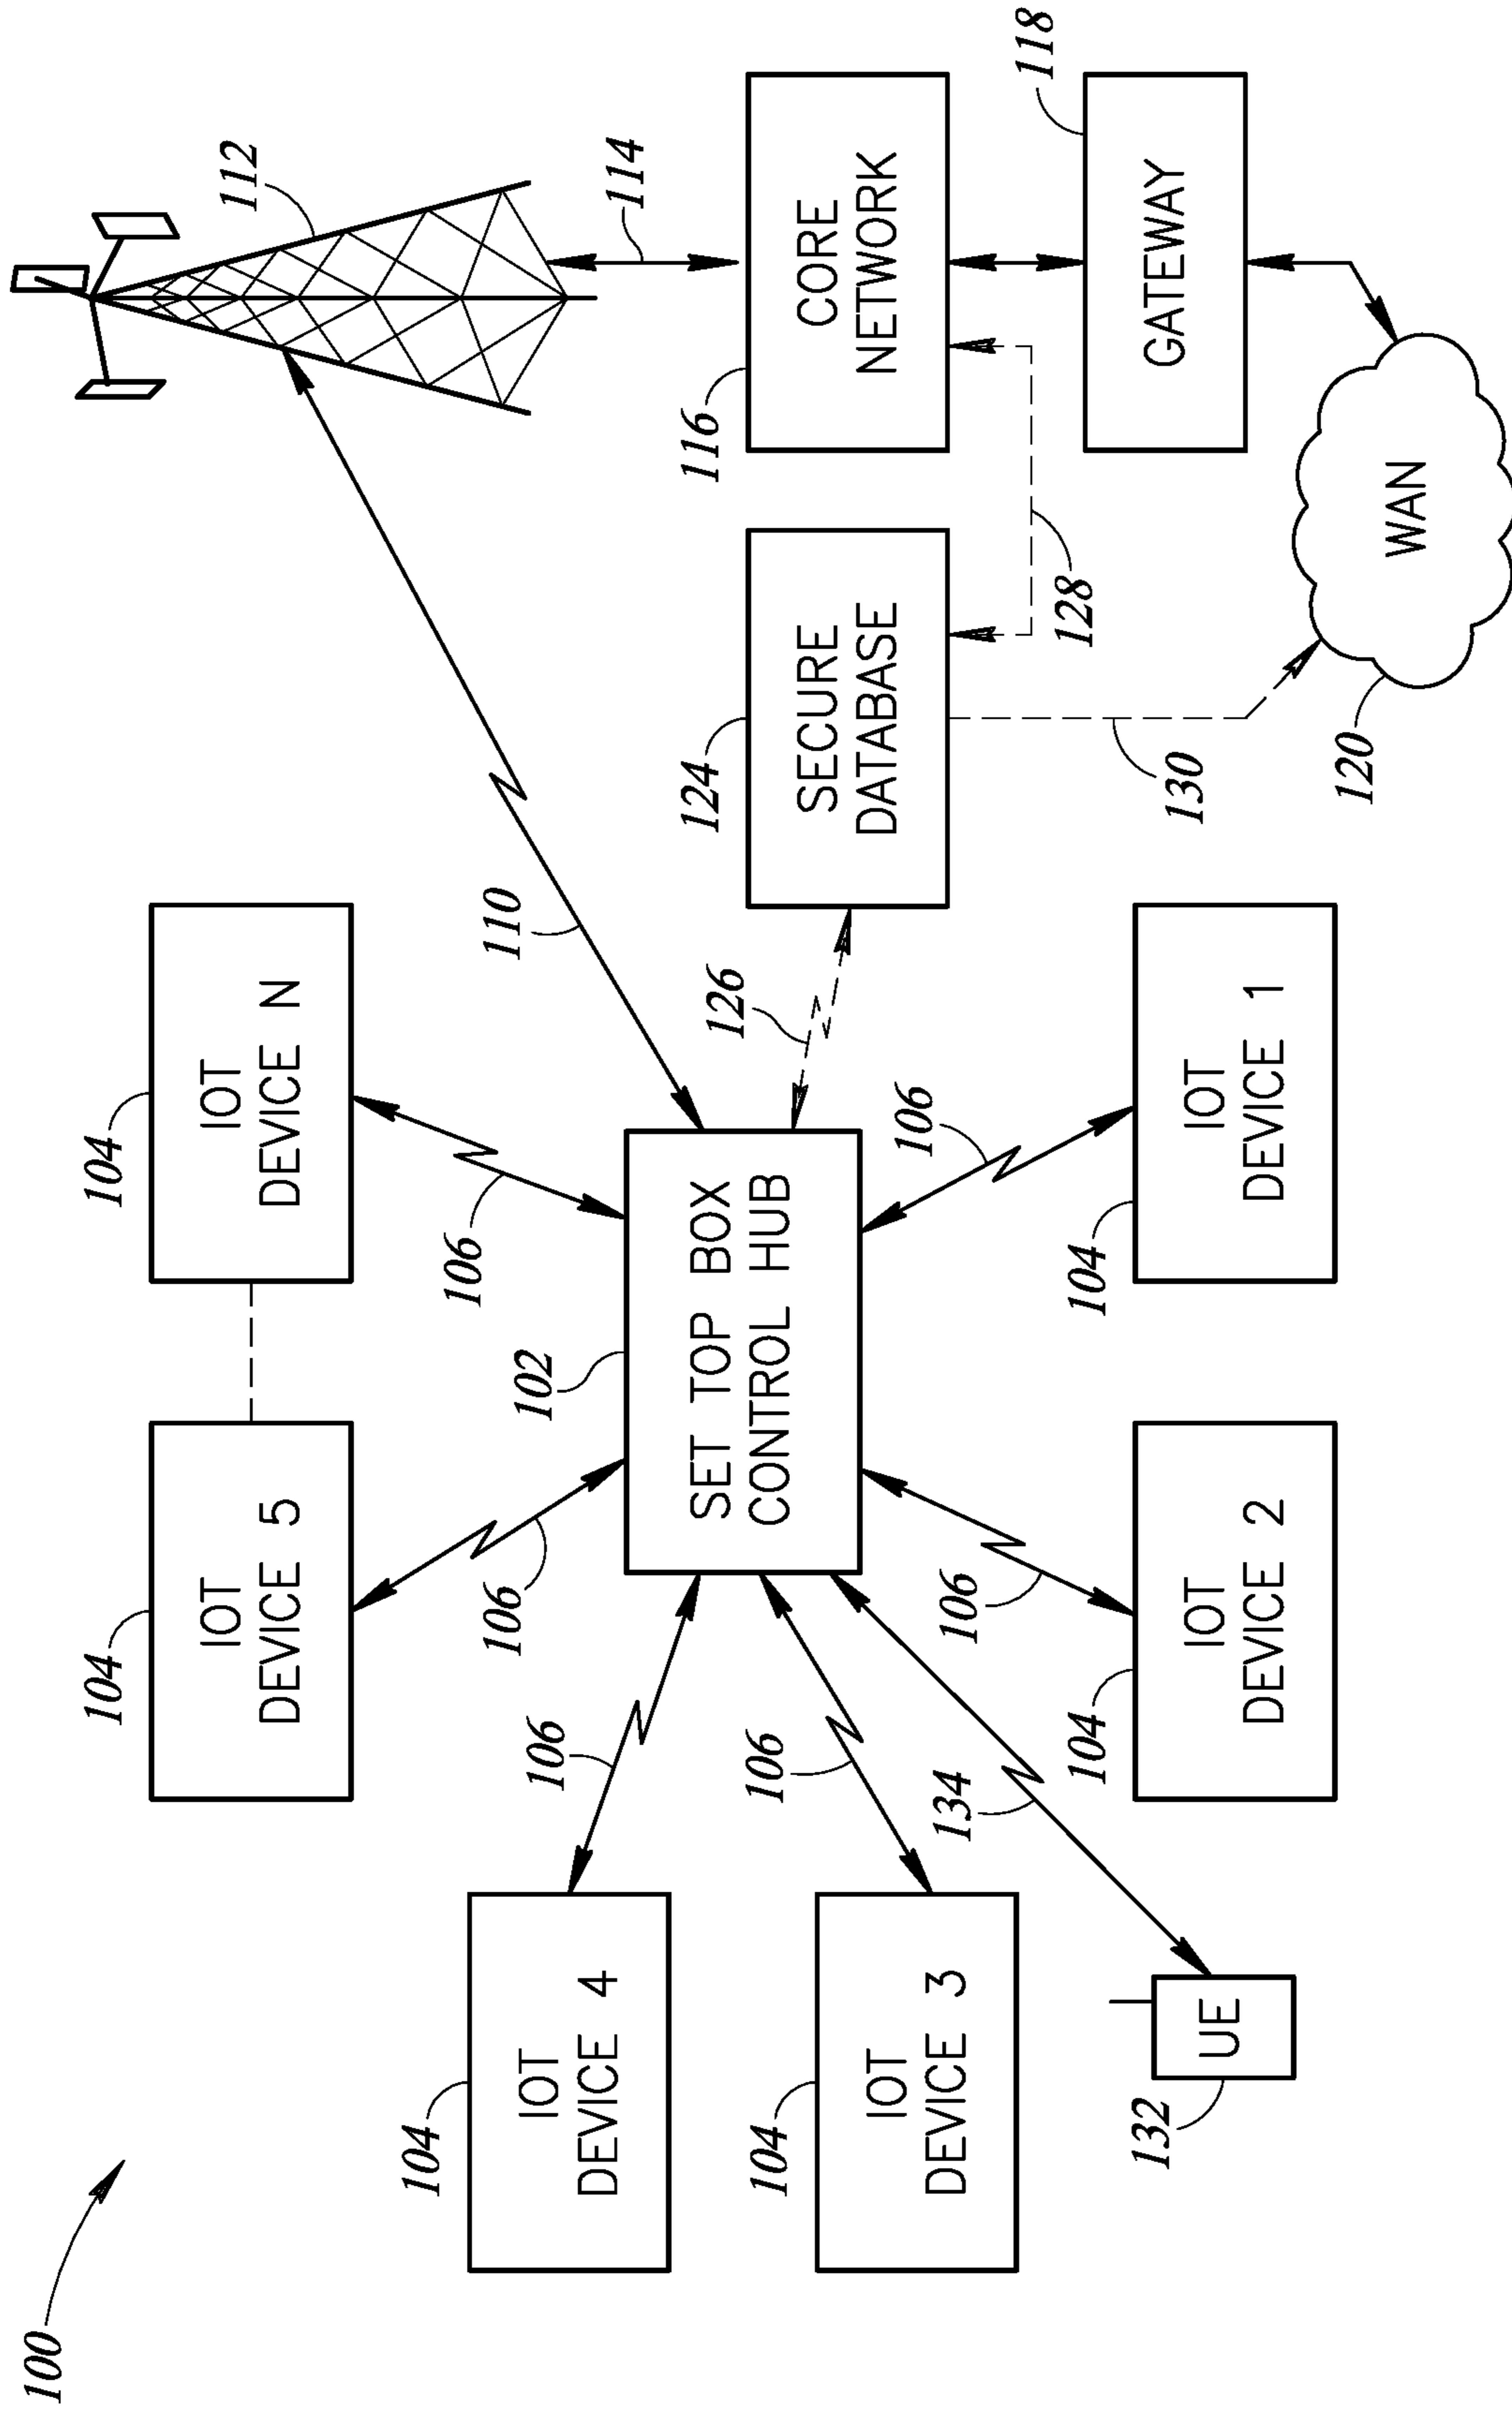 100
104
IOT
DEVICE 5
104
IOT
DEVICE N
112
106
106
110
104
IOT
DEVICE 4
106
102
SET TOP BOX
CONTROL HUB
126
124
SECURE
DATABASE
116
CORE
NETWORK
114
104
IOT
DEVICE 3
106
134
106
106
128
118
GATEWAY
130
132
UE
104
IOT
DEVICE 2
104
IOT
DEVICE 1
120
WAN